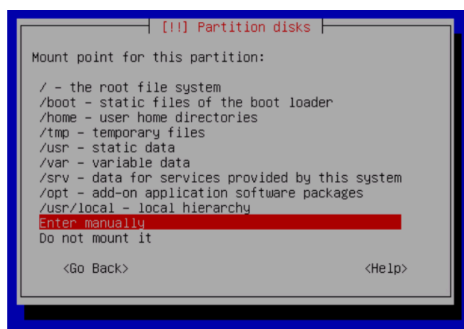 [!!] Partition disks
Mount point for this partition:
/ – the root file system
/boot – static files of the boot loader
/home – user home directories
/tmp – temporary files
/usr – static data
/var – variable data
/srv – data for services provided by this system
/opt – add-on application software packages
/usr/local – local hierarchy
Enter manually
Do not mount it
<Go Back> <Help>